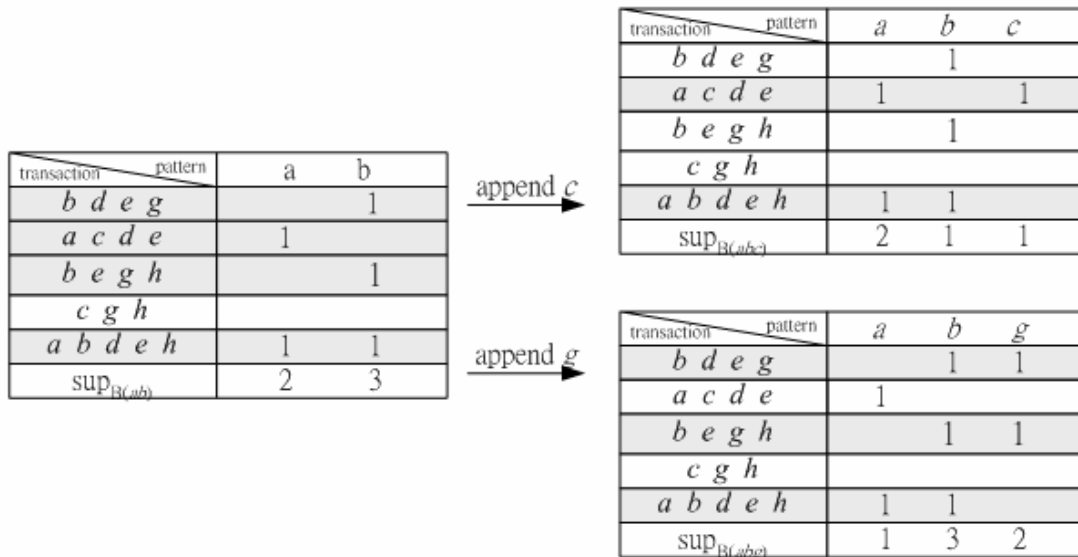 transaction pattern a b
b d e g 1
a c d e 1
b e g h 1
c g h
a b d e h 1 1
sup_B(ab) 2 3
append c
append g
transaction pattern a b c
b d e g 1
a c d e 1 1
b e g h 1
c g h
a b d e h 1 1
sup_B(abc) 2 1 1
transaction pattern a b g
b d e g 1 1
a c d e 1
b e g h 1 1
c g h
a b d e h 1 1
sup_B(abg) 1 3 2